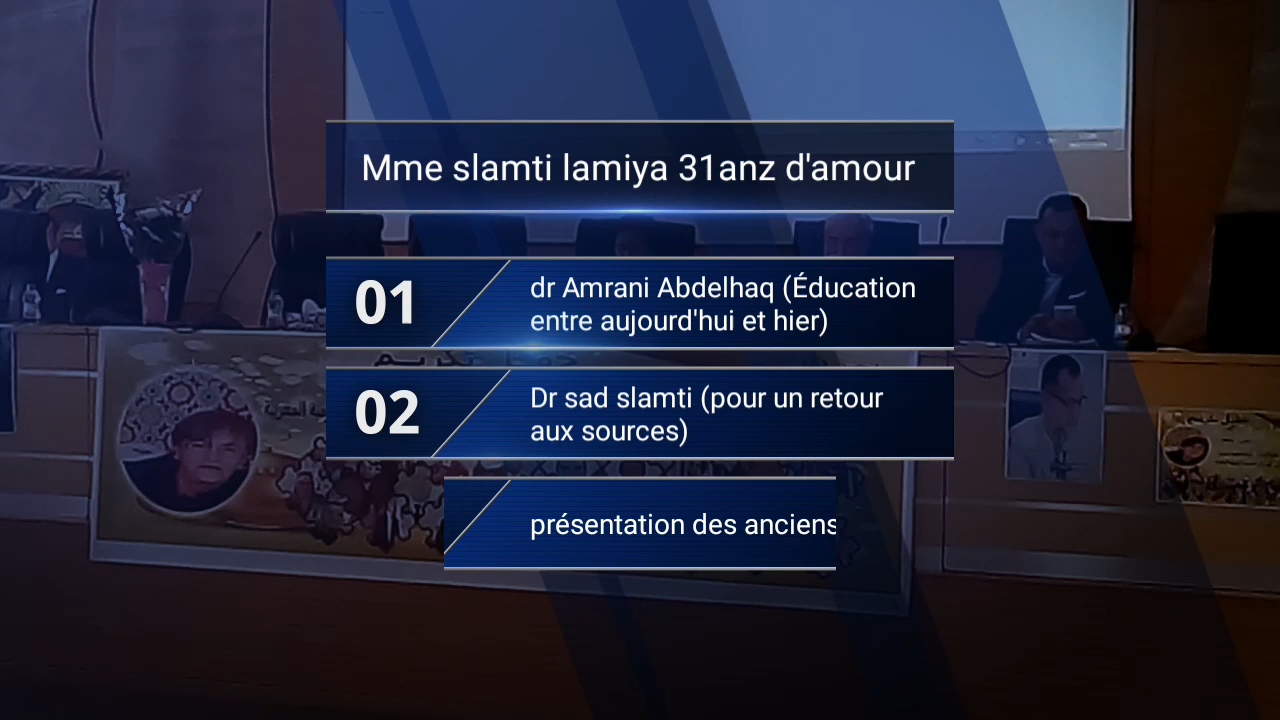 Mme slamti lamiya 31anz d'amour
01
dr Amrani Abdelhaq (Éducation
entre aujourd'hui et hier)
02
Dr sad slamti (pour un retour
aux sources)
présentation des anciens